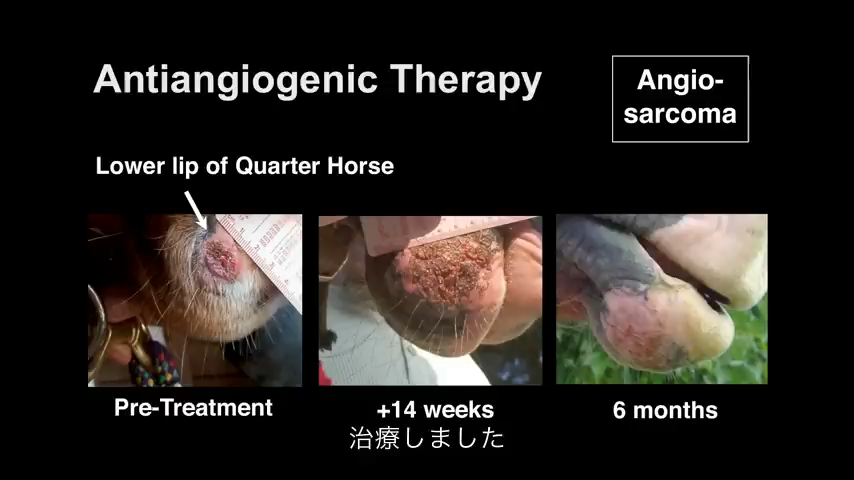 Antiangiogenic Therapy
Angio-
sarcoma
Lower lip of Quarter Horse
Pre-Treatment
+14 weeks
6 months
治療しました